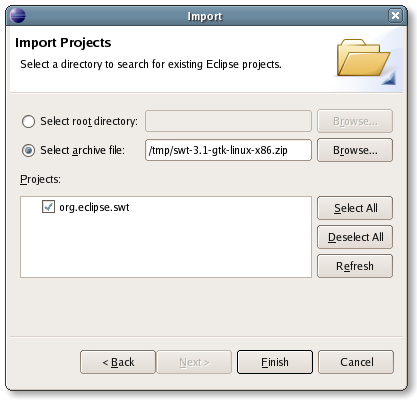 Import
Import Projects
Select a directory to search for existing Eclipse projects.
Select root directory: Browse...
Select archive file: /tmp/swt-3.1-gtk-linux-x86.zip Browse...
Projects:
org.eclipse.swt
Select All
Deselect All
Refresh
< Back Next > Finish Cancel